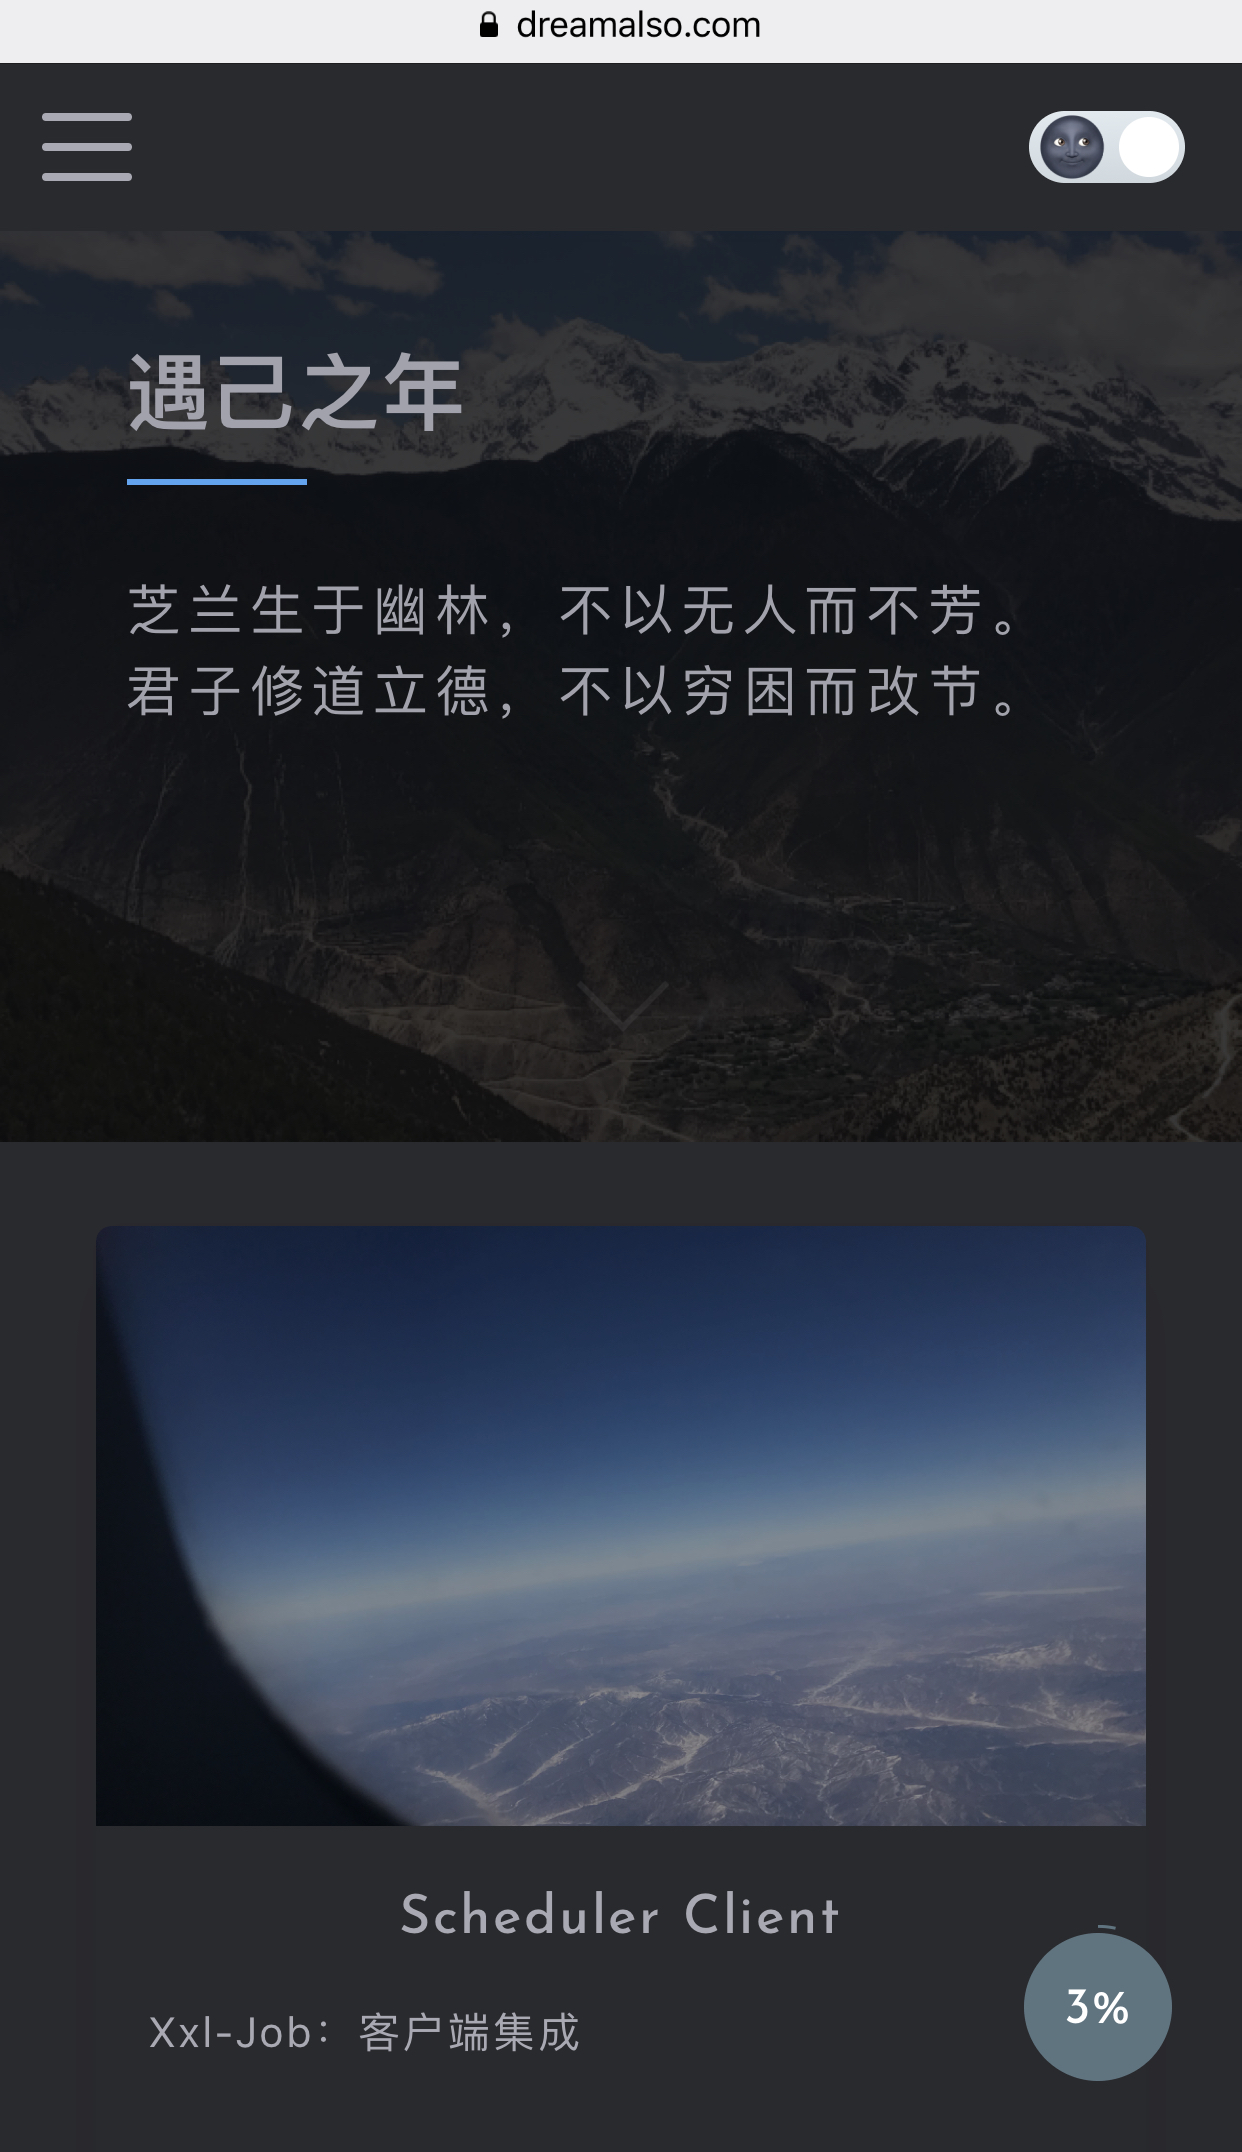 dreamalso.com
遇己之年
芝兰生于幽林，不以无人而不芳。
君子修道立德，不以穷困而改节。
Scheduler Client
Xxl-Job：客户端集成
3%